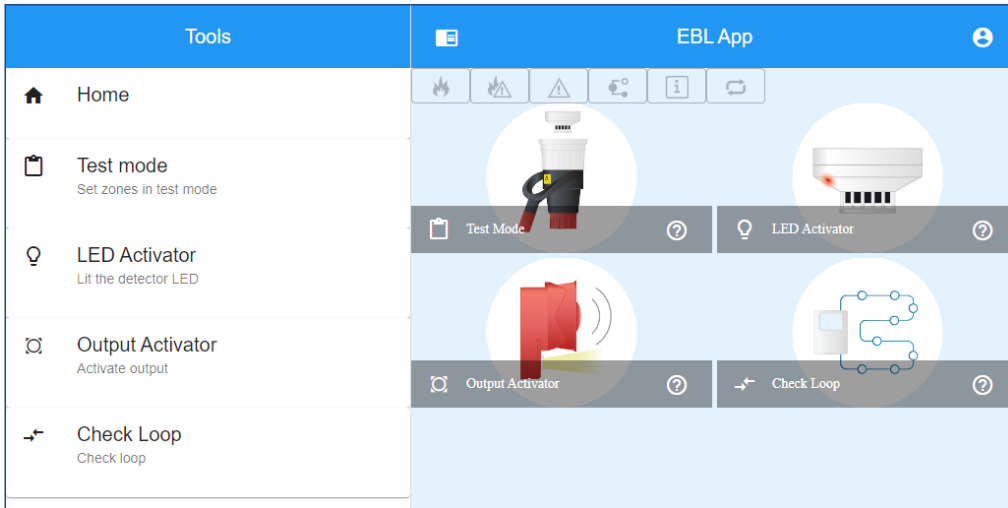 Tools
Home
Test mode
Set zones in test mode
LED Activator
Lit the detector LED
Output Activator
Activate output
Check Loop
Check loop
EBL App
Test Mode
LED Activator
Output Activator
Check Loop